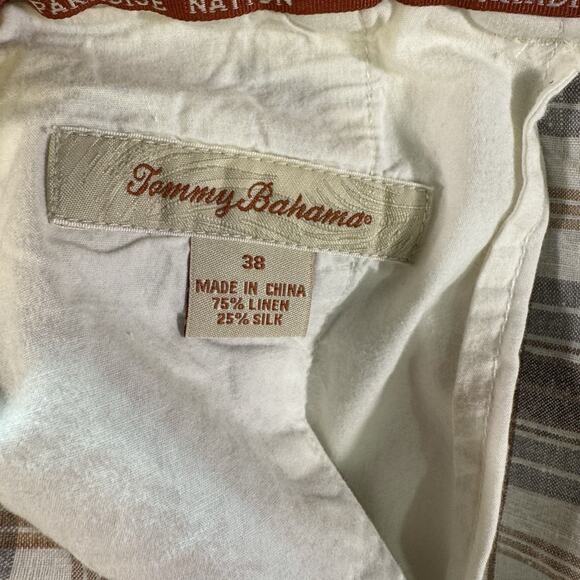 PARADISE NATION
Tommy Bahama®
38
MADE IN CHINA
75% LINEN
25% SILK